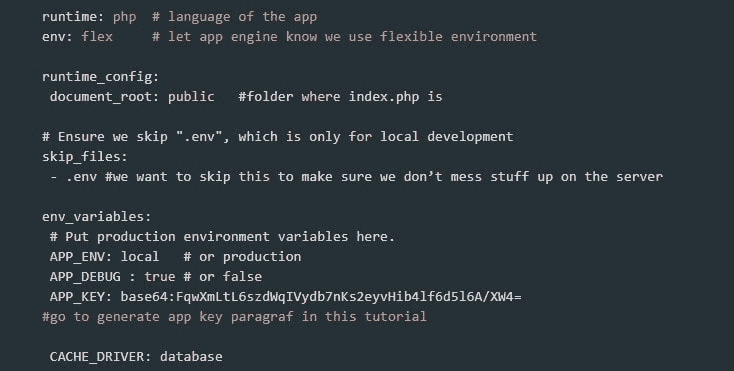 runtime: php # language of the app
env: flex # let app engine know we use flexible environment
runtime_config:
document_root: public #folder where index.php is
# Ensure we skip ".env", which is only for local development
skip_files:
- .env #we want to skip this to make sure we don’t mess stuff up on the server
env_variables:
# Put production environment variables here.
APP_ENV: local # or production
APP_DEBUG : true # or false
APP_KEY: base64:FqwXmLtL6szdWqIVydb7nKs2eyvHib4lf6d5l6A/XW4=
#go to generate app key paragraf in this tutorial
CACHE_DRIVER: database